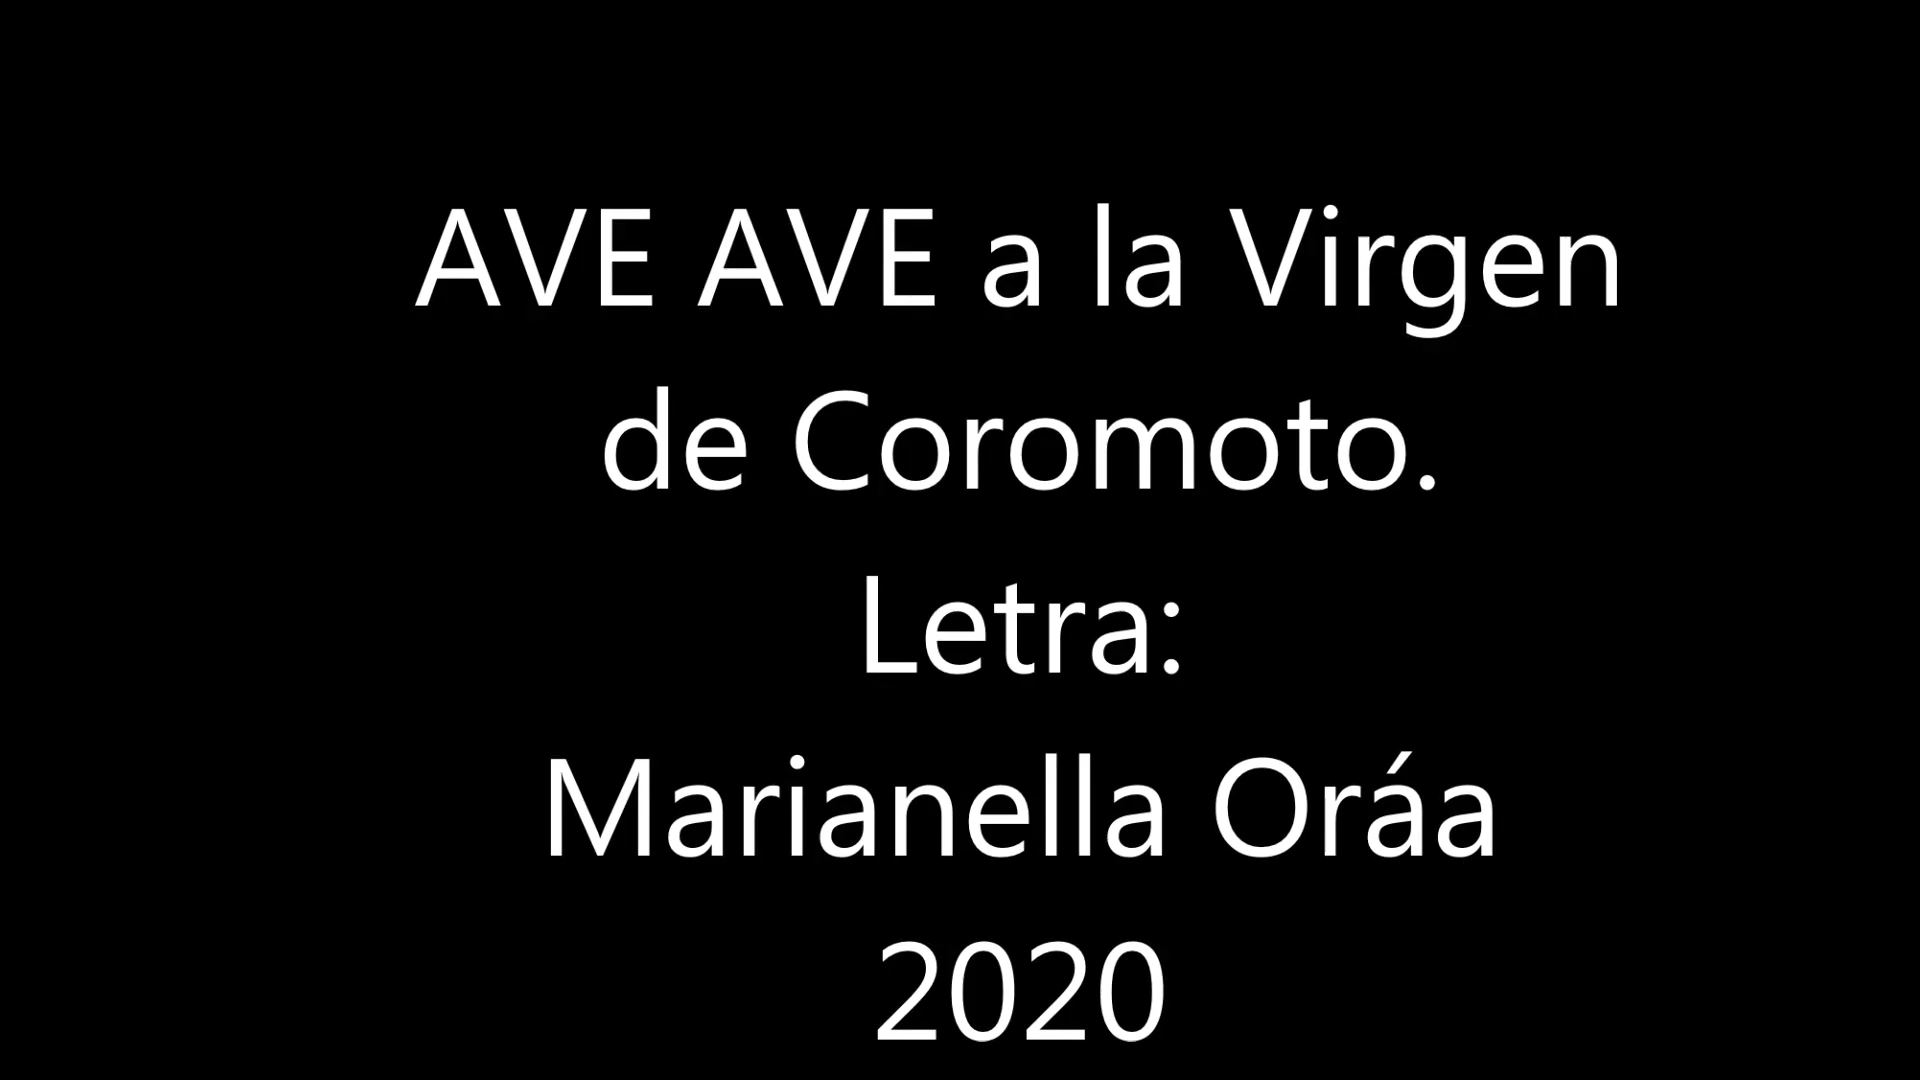 AVE AVE a la Virgen
de Coromoto.
Letra:
Marianella Oráa
2020